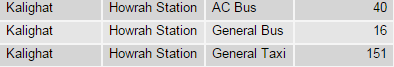 Kalighat Howrah Station AC Bus 40
Kalighat Howrah Station General Bus 16
Kalighat Howrah Station General Taxi 151